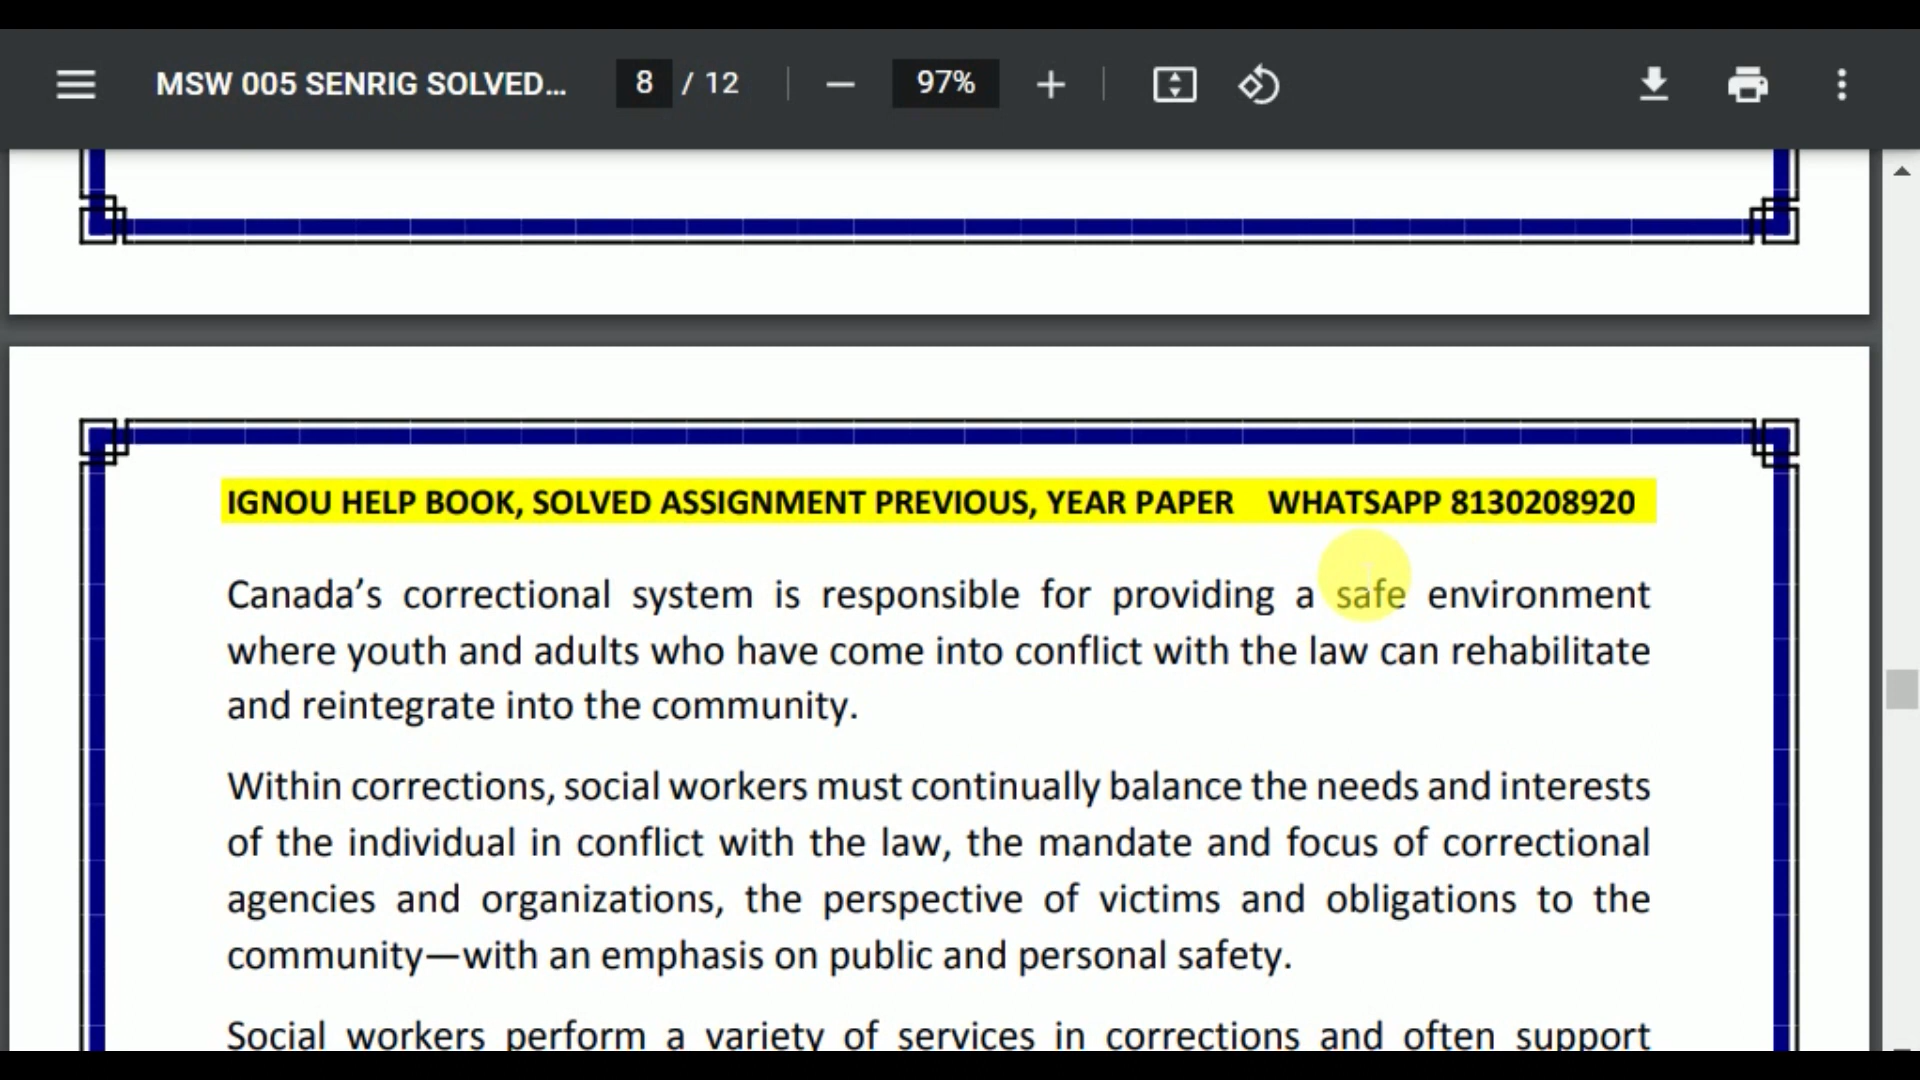 MSW 005 SENRIG SOLVED... 8 / 12 97%
IGNOU HELP BOOK, SOLVED ASSIGNMENT PREVIOUS, YEAR PAPER WHATSAPP 8130208920
Canada’s correctional system is responsible for providing a safe environment
where youth and adults who have come into conflict with the law can rehabilitate
and reintegrate into the community.
Within corrections, social workers must continually balance the needs and interests
of the individual in conflict with the law, the mandate and focus of correctional
agencies and organizations, the perspective of victims and obligations to the
community—with an emphasis on public and personal safety.
Social workers perform a variety of services in corrections and often support